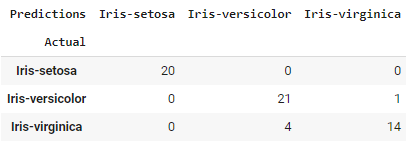 Predictions Iris-setosa Iris-versicolor Iris-virginica
Actual
Iris-setosa 20 0 0
Iris-versicolor 0 21 1
Iris-virginica 0 4 14